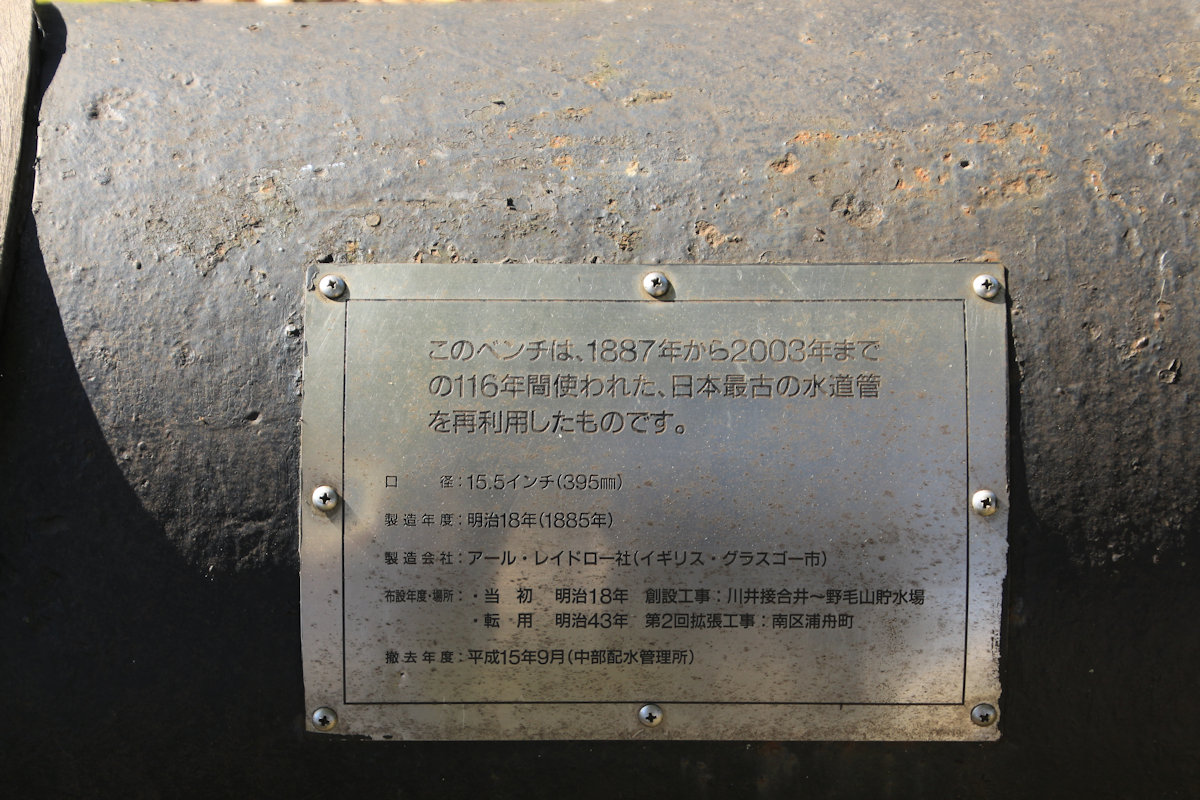 このベンチは、1887年から2003年まで
の116年間使われた、日本最古の水道管
を再利用したものです。
口　　径：15.5インチ(395㎜)
製造年度：明治18年(1885年)
製造会社：アール・レイドロー社(イギリス・グラスゴー市)
布設年度・場所：・当　初　明治18年　創設工事：川井接合井～野毛山貯水場
・転　用　明治43年　第2回拡張工事：南区浦舟町
撤去年度：平成15年9月(中部配水管理所)